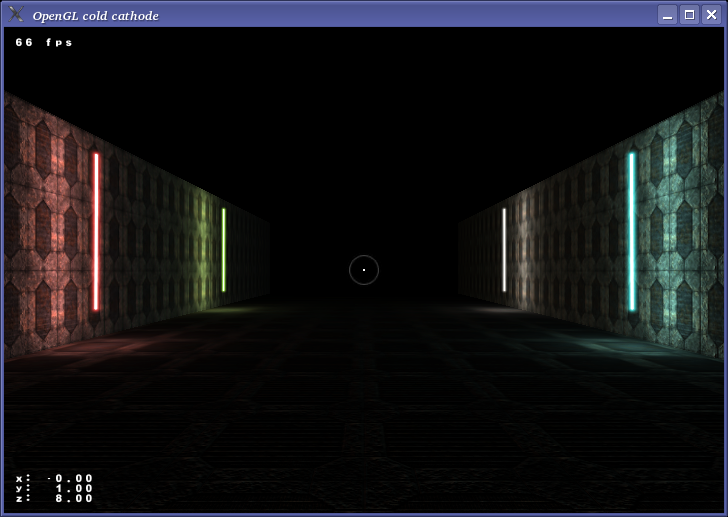 OpenGL cold cathode
66 fps
x: -0.00
y: 1.00
z: 8.00